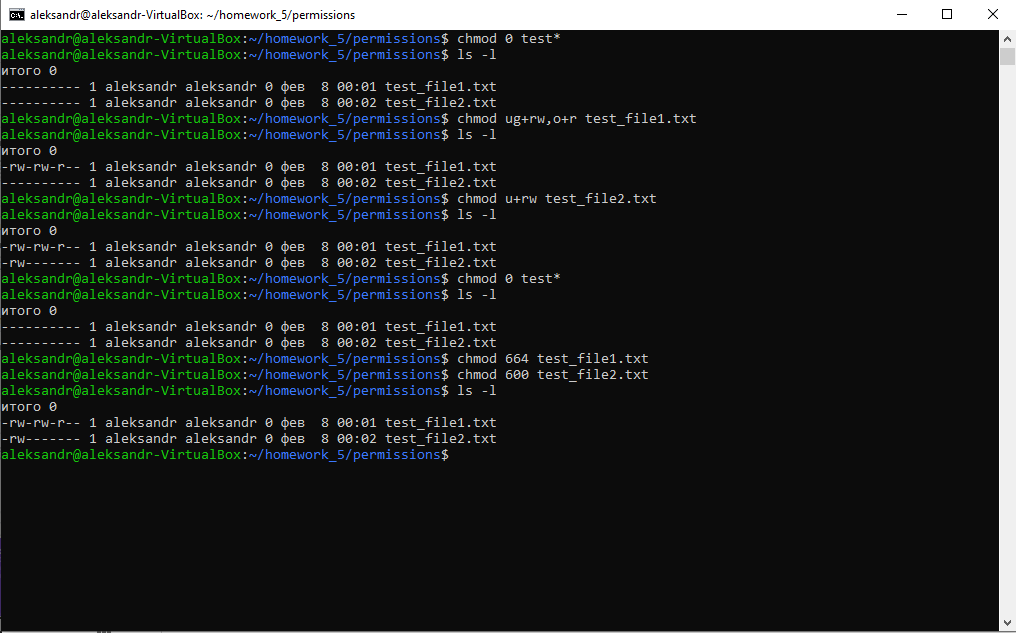 aleksandr@aleksandr-VirtualBox: ~/homework_5/permissions
aleksandr@aleksandr-VirtualBox:~/homework_5/permissions$ chmod 0 test*
aleksandr@aleksandr-VirtualBox:~/homework_5/permissions$ ls -l
итого 0
---------- 1 aleksandr aleksandr 0 фев  8 00:01 test_file1.txt
---------- 1 aleksandr aleksandr 0 фев  8 00:02 test_file2.txt
aleksandr@aleksandr-VirtualBox:~/homework_5/permissions$ chmod ug+rw,o+r test_file1.txt
aleksandr@aleksandr-VirtualBox:~/homework_5/permissions$ ls -l
итого 0
-rw-rw-r-- 1 aleksandr aleksandr 0 фев  8 00:01 test_file1.txt
---------- 1 aleksandr aleksandr 0 фев  8 00:02 test_file2.txt
aleksandr@aleksandr-VirtualBox:~/homework_5/permissions$ chmod u+rw test_file2.txt
aleksandr@aleksandr-VirtualBox:~/homework_5/permissions$ ls -l
итого 0
-rw-rw-r-- 1 aleksandr aleksandr 0 фев  8 00:01 test_file1.txt
-rw------- 1 aleksandr aleksandr 0 фев  8 00:02 test_file2.txt
aleksandr@aleksandr-VirtualBox:~/homework_5/permissions$ chmod 0 test*
aleksandr@aleksandr-VirtualBox:~/homework_5/permissions$ ls -l
итого 0
---------- 1 aleksandr aleksandr 0 фев  8 00:01 test_file1.txt
---------- 1 aleksandr aleksandr 0 фев  8 00:02 test_file2.txt
aleksandr@aleksandr-VirtualBox:~/homework_5/permissions$ chmod 664 test_file1.txt
aleksandr@aleksandr-VirtualBox:~/homework_5/permissions$ chmod 600 test_file2.txt
aleksandr@aleksandr-VirtualBox:~/homework_5/permissions$ ls -l
итого 0
-rw-rw-r-- 1 aleksandr aleksandr 0 фев  8 00:01 test_file1.txt
-rw------- 1 aleksandr aleksandr 0 фев  8 00:02 test_file2.txt
aleksandr@aleksandr-VirtualBox:~/homework_5/permissions$